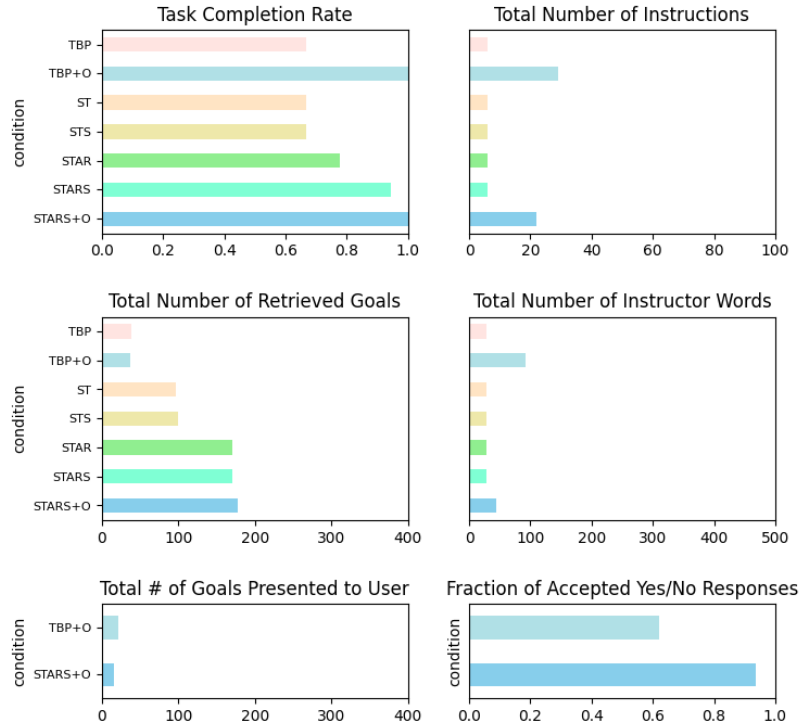 Task Completion Rate
condition
TBP
TBP+O
ST
STS
STAR
STARS
STARS+O
0.0 0.2 0.4 0.6 0.8 1.0
Total Number of Instructions
0 20 40 60 80 100
Total Number of Retrieved Goals
condition
TBP
TBP+O
ST
STS
STAR
STARS
STARS+O
0 100 200 300 400
Total Number of Instructor Words
0 100 200 300 400 500
Total # of Goals Presented to User
condition
TBP+O
STARS+O
0 100 200 300 400
Fraction of Accepted Yes/No Responses
condition
0.0 0.2 0.4 0.6 0.8 1.0